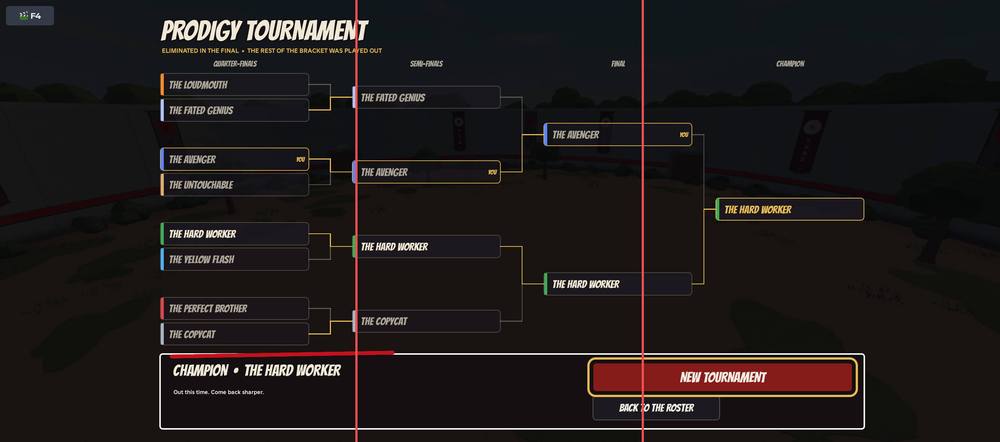 F4
PRODIGY TOURNAMENT
ELIMINATED IN THE FINAL • THE REST OF THE BRACKET WAS PLAYED OUT
QUARTER-FINALS
SEMI-FINALS
FINAL
CHAMPION
THE LOUDMOUTH
THE FATED GENIUS
THE AVENGER YOU
THE UNTOUCHABLE
THE HARD WORKER
THE YELLOW FLASH
THE PERFECT BROTHER
THE COPYCAT
THE FATED GENIUS
THE AVENGER YOU
THE HARD WORKER
THE COPYCAT
THE AVENGER YOU
THE HARD WORKER
THE HARD WORKER
CHAMPION • THE HARD WORKER
Out this time. Come back sharper.
NEW TOURNAMENT
BACK TO THE ROSTER